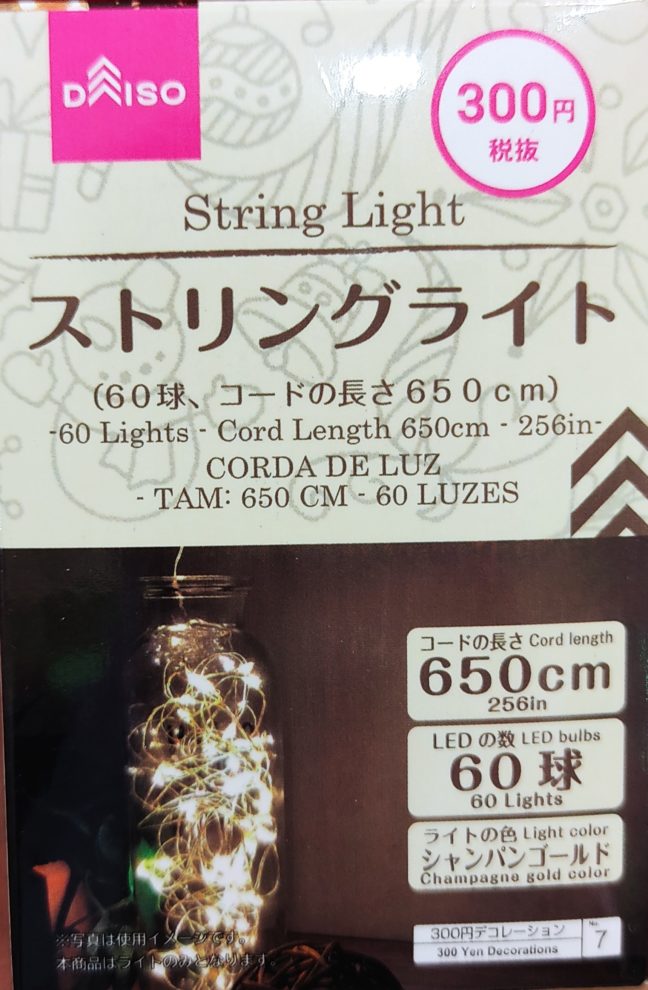 DAISO
300円
税抜
String Light
ストリングライト
（60球、コードの長さ650cm）
-60 Lights - Cord Length 650cm - 256in-
CORDA DE LUZ
- TAM: 650 CM - 60 LUZES
コードの長さ Cord length
650cm
256in
LEDの数 LED bulbs
60球
60 Lights
ライトの色 Light color
シャンパンゴールド
Champagne gold color
300円デコレーション
300 Yen Decorations
No.
7
※写真は使用イメージです。
本商品はライトのみとなります。